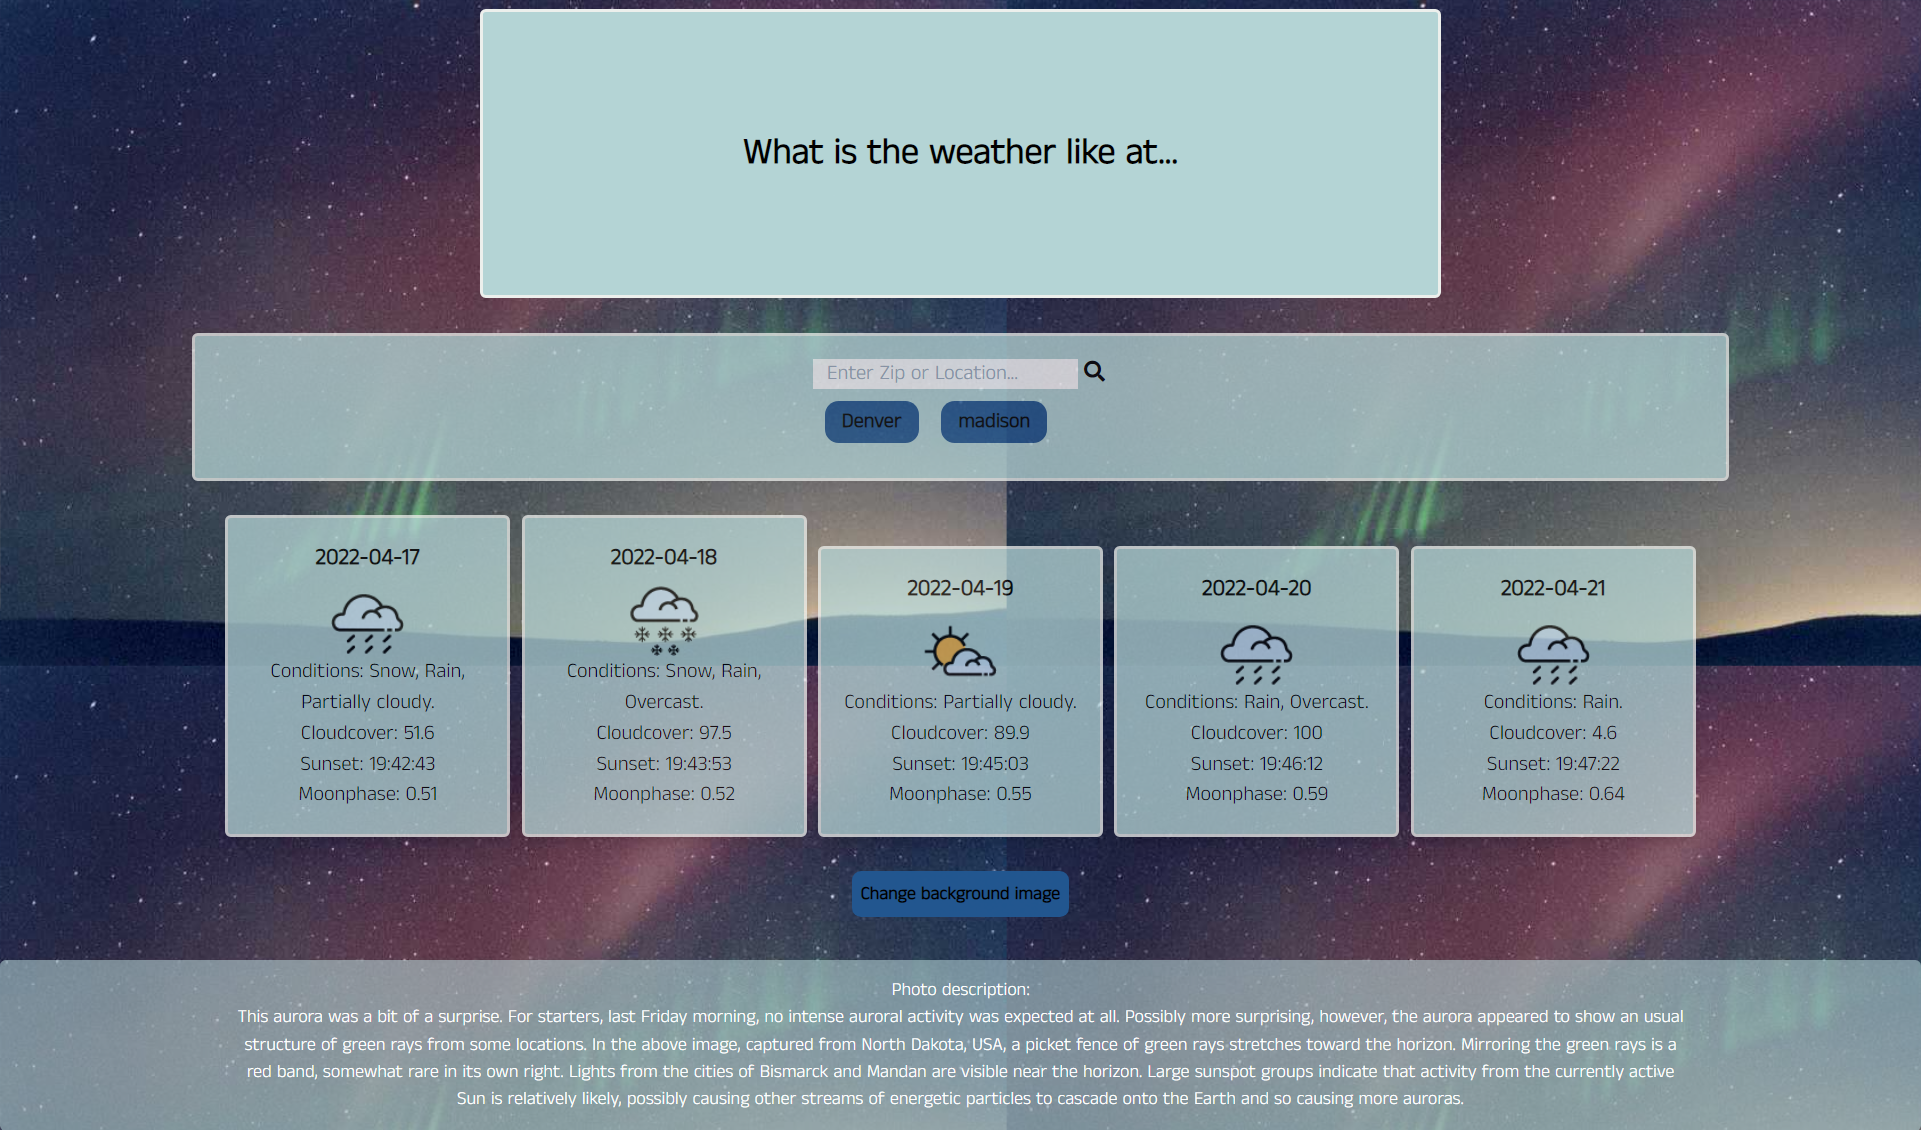 What is the weather like at...
Enter Zip or Location...
Denver
madison
2022-04-17
Conditions: Snow, Rain,
Partially cloudy.
Cloudcover: 51.6
Sunset: 19:42:43
Moonphase: 0.51
2022-04-18
Conditions: Snow, Rain,
Overcast.
Cloudcover: 97.5
Sunset: 19:43:53
Moonphase: 0.52
2022-04-19
Conditions: Partially cloudy.
Cloudcover: 89.9
Sunset: 19:45:03
Moonphase: 0.55
2022-04-20
Conditions: Rain, Overcast.
Cloudcover: 100
Sunset: 19:46:12
Moonphase: 0.59
2022-04-21
Conditions: Rain.
Cloudcover: 4.6
Sunset: 19:47:22
Moonphase: 0.64
Change background image
Photo description:
This aurora was a bit of a surprise. For starters, last Friday morning, no intense auroral activity was expected at all. Possibly more surprising, however, the aurora appeared to show an usual
structure of green rays from some locations. In the above image, captured from North Dakota, USA, a picket fence of green rays stretches toward the horizon. Mirroring the green rays is a
red band, somewhat rare in its own right. Lights from the cities of Bismarck and Mandan are visible near the horizon. Large sunspot groups indicate that activity from the currently active
Sun is relatively likely, possibly causing other streams of energetic particles to cascade onto the Earth and so causing more auroras.